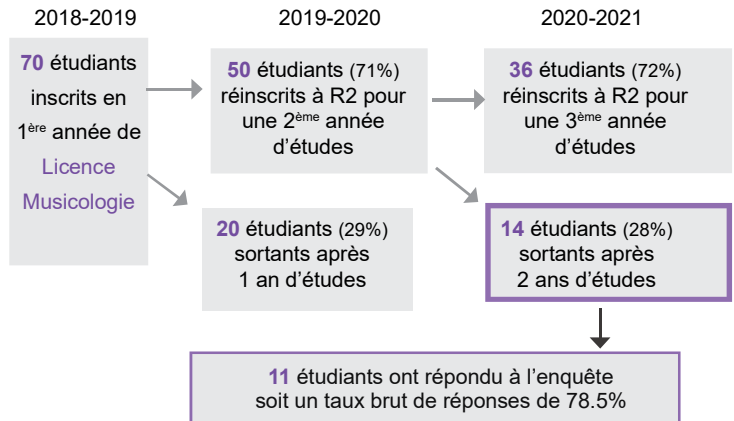 2018-2019
2019-2020
2020-2021
70 étudiants
inscrits en
1ère année de
Licence
Musicologie
50 étudiants (71%)
réinscrits à R2 pour
une 2ème année
d’études
36 étudiants (72%)
réinscrits à R2 pour
une 3ème année
d’études
20 étudiants (29%)
sortants après
1 an d’études
14 étudiants (28%)
sortants après
2 ans d’études
11 étudiants ont répondu à l’enquête
soit un taux brut de réponses de 78.5%